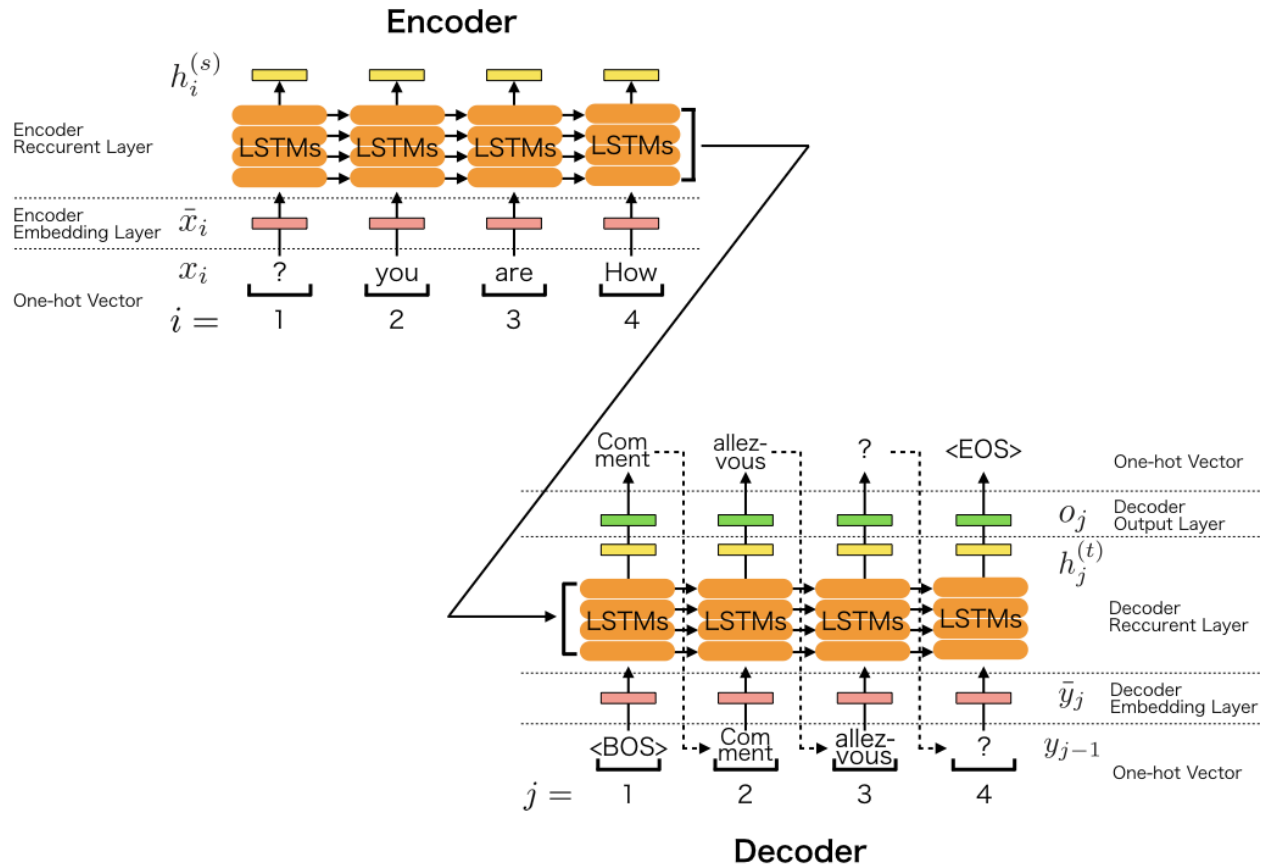 Encoder
h_i^{(s)}
Encoder
Reccurent Layer
LSTMs LSTMs LSTMs LSTMs
Encoder
Embedding Layer
x̄_i
x_i ? you are How
One-hot Vector
i = 1 2 3 4
Com
ment
allez-
vous
? <EOS> One-hot Vector
o_j
Decoder
Output Layer
h_j^{(t)}
LSTMs LSTMs LSTMs LSTMs
Decoder
Reccurent Layer
ȳ_j
Decoder
Embedding Layer
<BOS>
Com
ment
allez-
vous
? y_{j-1}
One-hot Vector
j = 1 2 3 4
Decoder